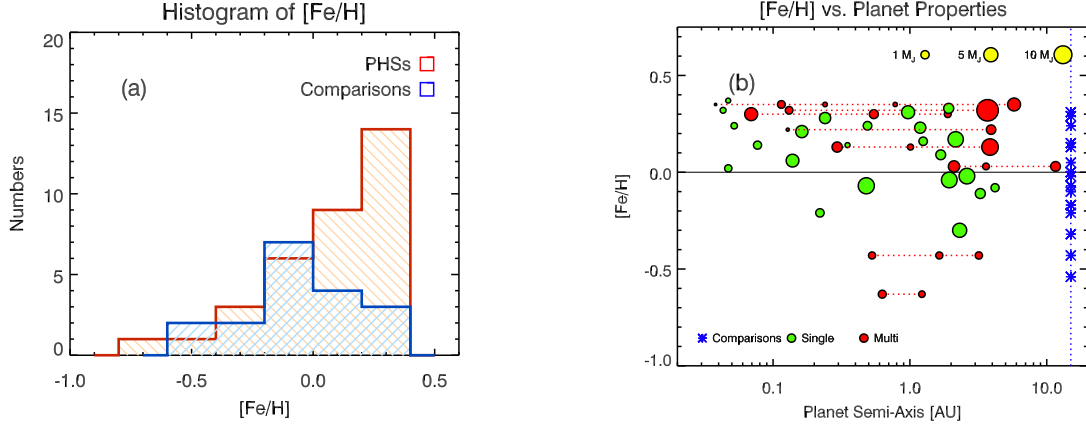 Histogram of [Fe/H]
20
15
10
5
0
Numbers
(a)
PHSs
Comparisons
-1.0 -0.5 0.0 0.5
[Fe/H]
[Fe/H] vs. Planet Properties
1 MJ 5 MJ 10 MJ
(b)
0.5
0.0
-0.5
-1.0
[Fe/H]
Comparisons Single Multi
0.1 1.0 10.0
Planet Semi-Axis [AU]